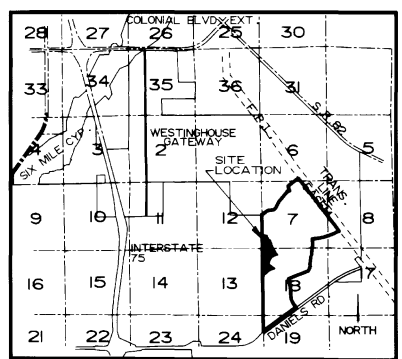 COLONIAL BLVD. EXT.
28 27 26 25 30
33 34 35 36 31
S.R. 82
SIX MILE CYP.
WESTINGHOUSE
GATEWAY
F.P.L.
TRANS.
LINE
EASE.
4 3 2 6 5
SITE
LOCATION
9 10 11 12 7 8
INTERSTATE
75
16 15 14 13 18 17
DANIELS RD
21 22 23 24 19
NORTH